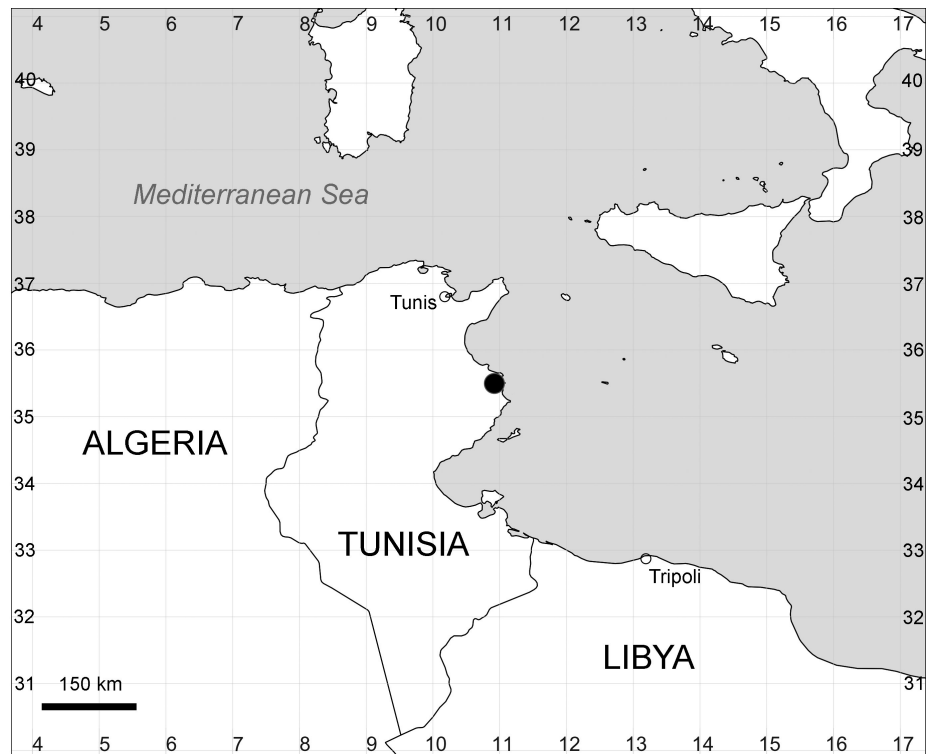 4 5 6 7 8 9 10 11 12 13 14 15 16 17
40 40
39 39
Mediterranean Sea
38 38
37 37
Tunis
36 36
35 35
ALGERIA
34 34
TUNISIA
33 33
Tripoli
32 32
LIBYA
31 31
150 km
4 5 6 7 8 9 10 11 12 13 14 15 16 17